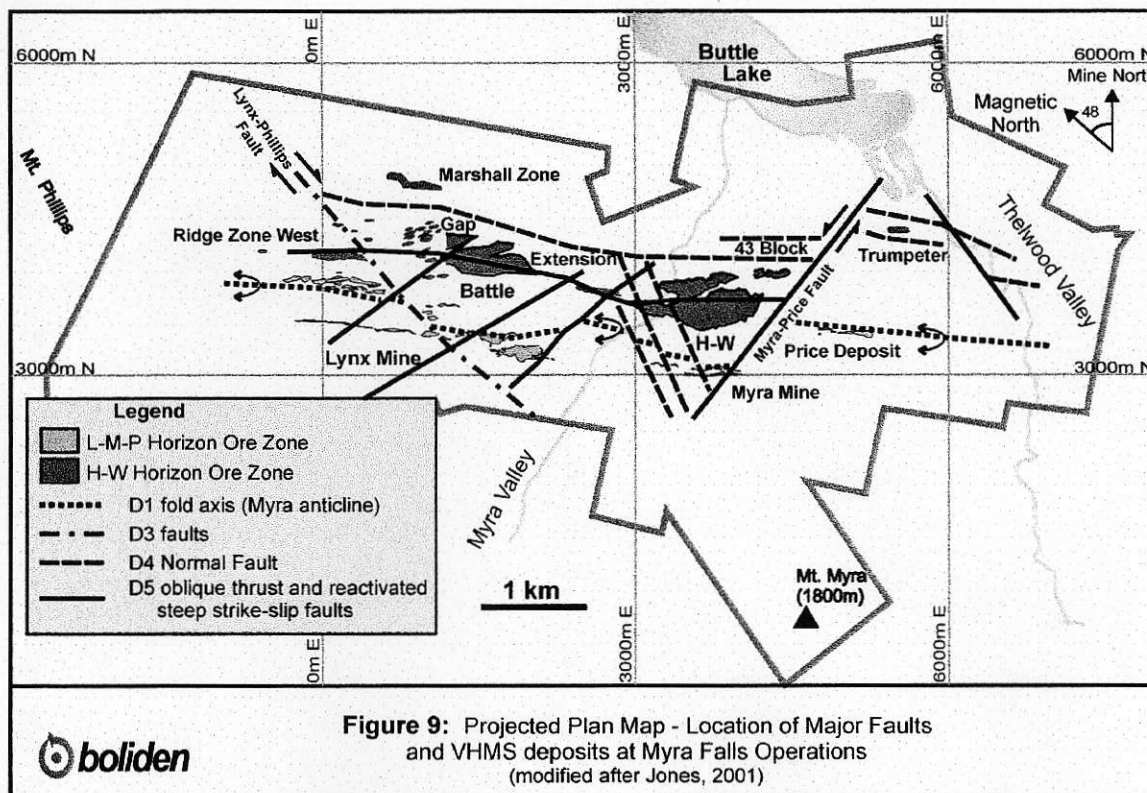 6000m N
0m E
3000m E
Buttle
Lake
6000m E
6000m N
Mine North
48
Magnetic
North
Lynx-Phillips
Fault
Mt. Phillips
Marshall Zone
Gap
Ridge Zone West
Extension
43 Block
Trumpeter
Thelwood Valley
Battle
Myra-Price Fault
H-W
Price Deposit
Lynx Mine
3000m N
Myra Mine
3000m N
Legend
L-M-P Horizon Ore Zone
H-W Horizon Ore Zone
D1 fold axis (Myra anticline)
D3 faults
D4 Normal Fault
D5 oblique thrust and reactivated
steep strike-slip faults
Myra Valley
1 km
Mt. Myra
(1800m)
0m E
3000m E
6000m E
boliden
Figure 9: Projected Plan Map - Location of Major Faults
and VHMS deposits at Myra Falls Operations
(modified after Jones, 2001)